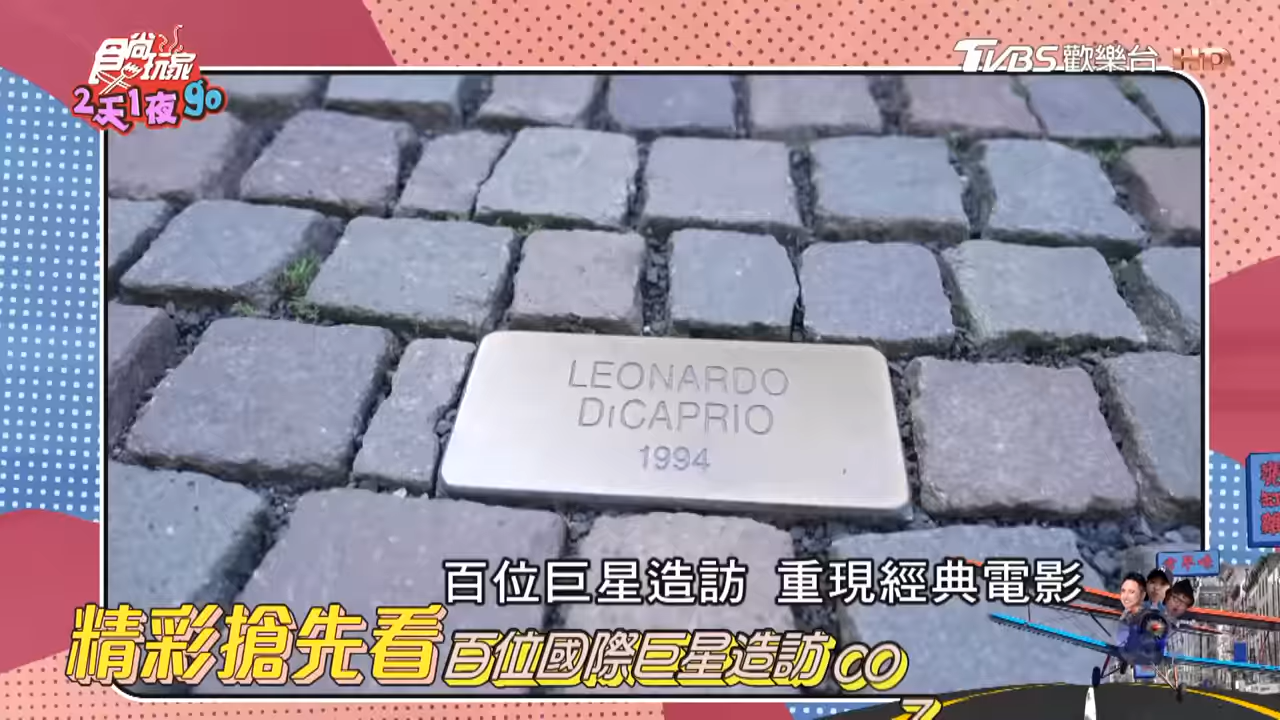 食尚玩家
2天1夜go
TVBS歡樂台 HD
LEONARDO
DiCAPRIO
1994
百位巨星造訪 重現經典電影
精彩搶先看
百位國際巨星造訪CO